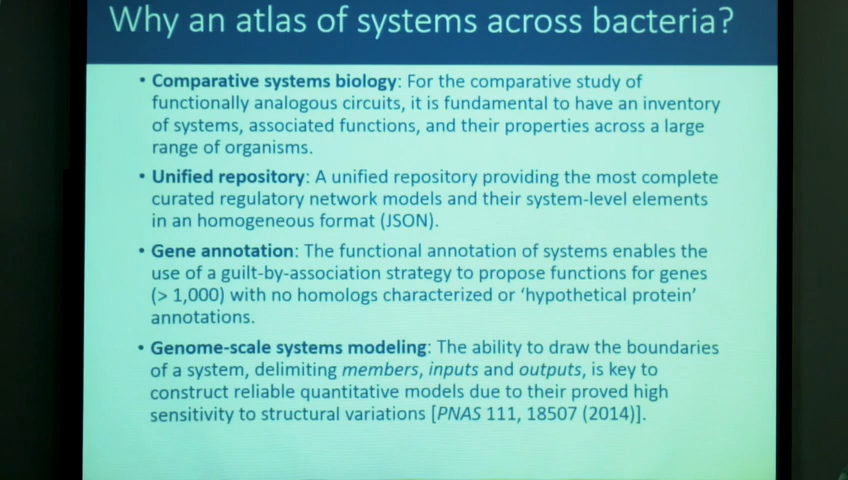 Why an atlas of systems across bacteria?
• Comparative systems biology: For the comparative study of
functionally analogous circuits, it is fundamental to have an inventory
of systems, associated functions, and their properties across a large
range of organisms.
• Unified repository: A unified repository providing the most complete
curated regulatory network models and their system-level elements
in an homogeneous format (JSON).
• Gene annotation: The functional annotation of systems enables the
use of a guilt-by-association strategy to propose functions for genes
(> 1,000) with no homologs characterized or ‘hypothetical protein’
annotations.
• Genome-scale systems modeling: The ability to draw the boundaries
of a system, delimiting members, inputs and outputs, is key to
construct reliable quantitative models due to their proved high
sensitivity to structural variations [PNAS 111, 18507 (2014)].